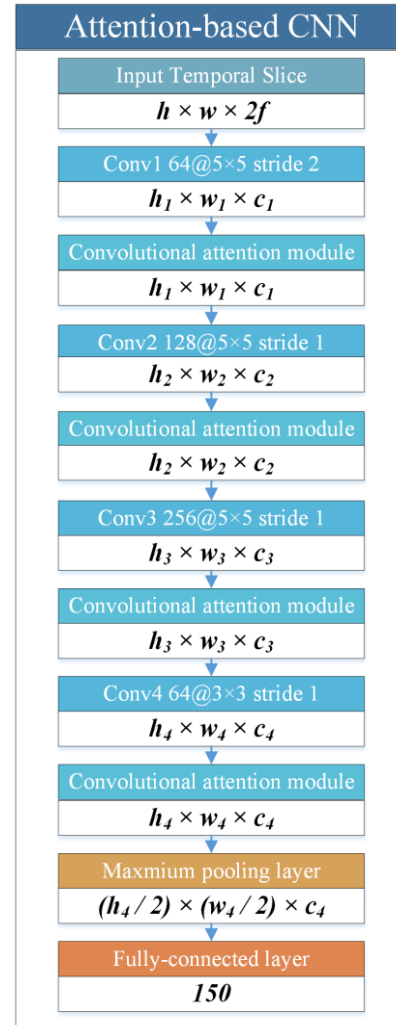 Attention-based CNN
Input Temporal Slice
h × w × 2f
Conv1 64@5×5 stride 2
h₁ × w₁ × c₁
Convolutional attention module
h₁ × w₁ × c₁
Conv2 128@5×5 stride 1
h₂ × w₂ × c₂
Convolutional attention module
h₂ × w₂ × c₂
Conv3 256@5×5 stride 1
h₃ × w₃ × c₃
Convolutional attention module
h₃ × w₃ × c₃
Conv4 64@3×3 stride 1
h₄ × w₄ × c₄
Convolutional attention module
h₄ × w₄ × c₄
Maxmium pooling layer
(h₄ / 2) × (w₄ / 2) × c₄
Fully-connected layer
150